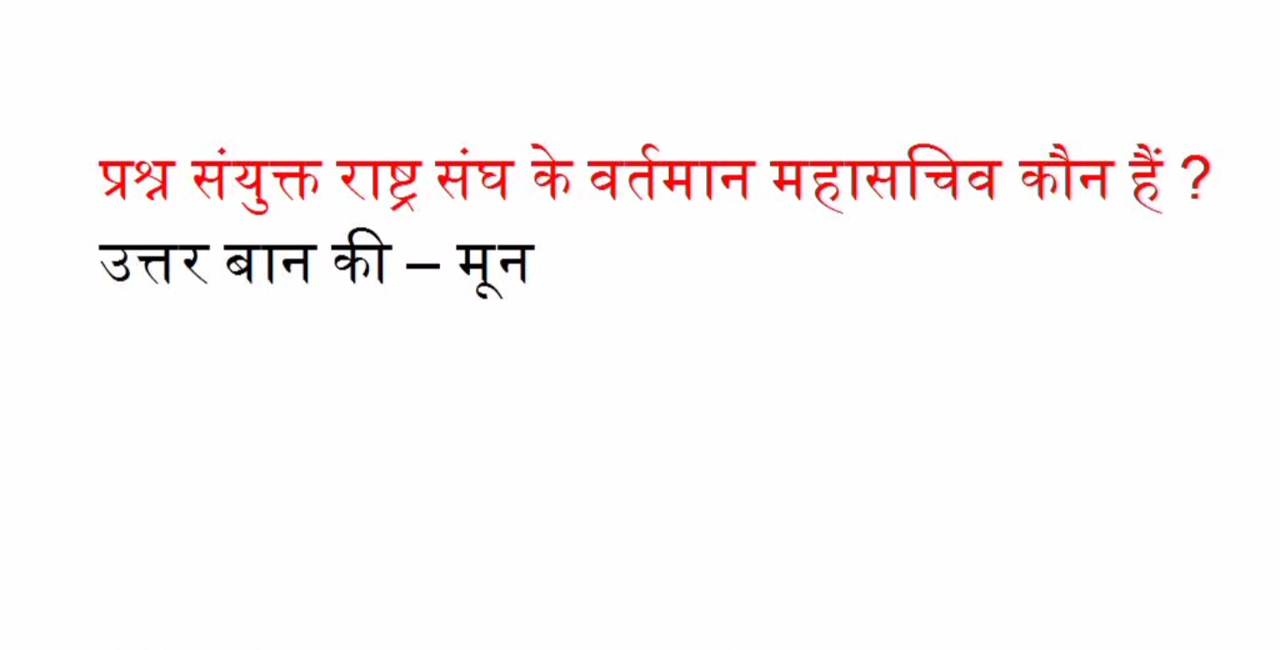 प्रश्न संयुक्त राष्ट्र संघ के वर्तमान महासचिव कौन हैं ?
उत्तर बान की – मून